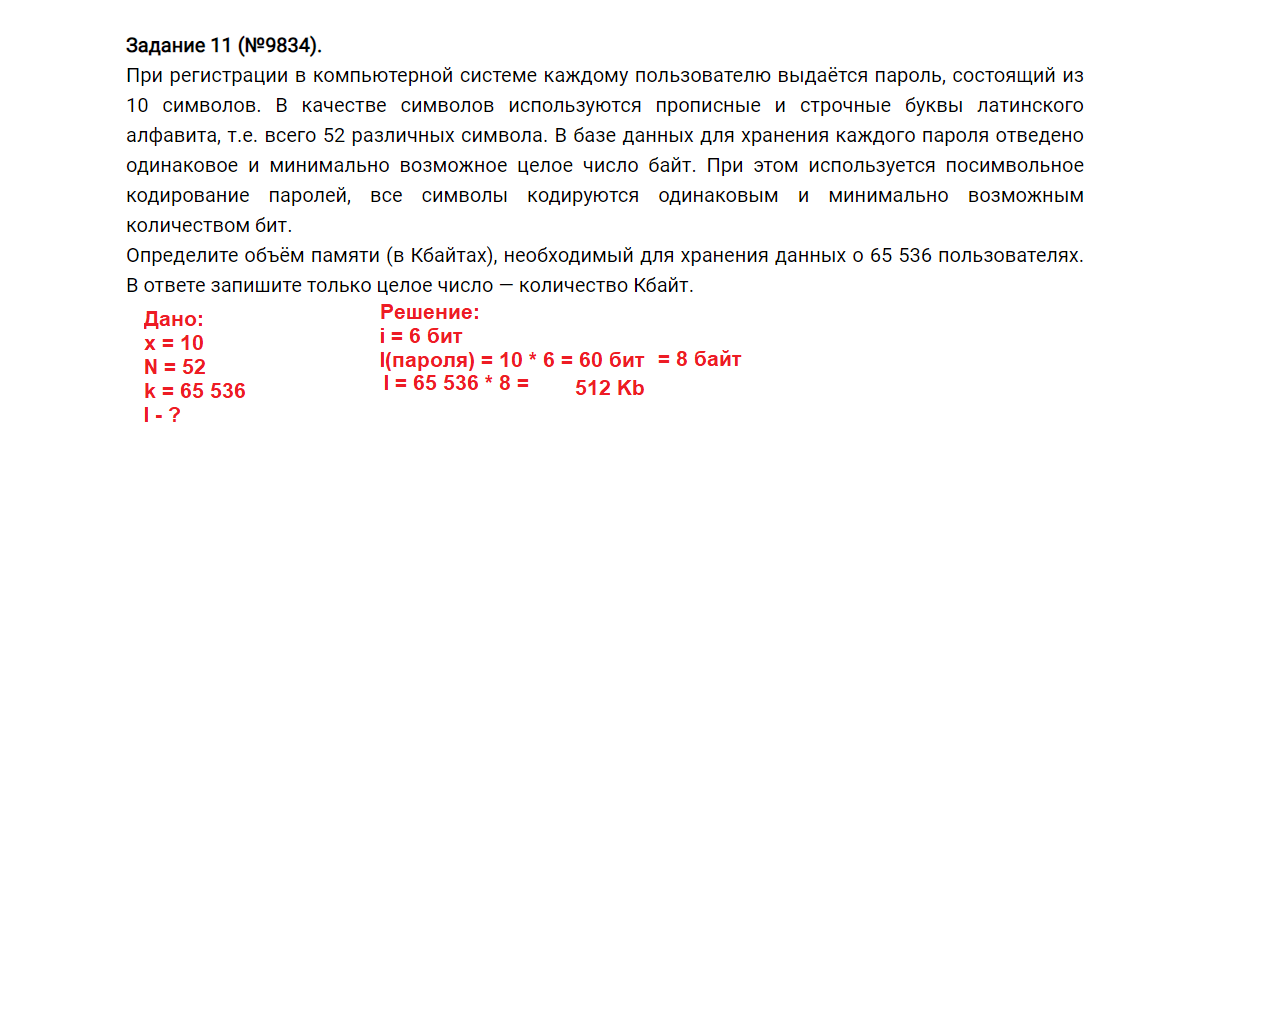 Задание 11 (№9834).
При регистрации в компьютерной системе каждому пользователю выдаётся пароль, состоящий из
10 символов. В качестве символов используются прописные и строчные буквы латинского
алфавита, т.е. всего 52 различных символа. В базе данных для хранения каждого пароля отведено
одинаковое и минимально возможное целое число байт. При этом используется посимвольное
кодирование паролей, все символы кодируются одинаковым и минимально возможным
количеством бит.
Определите объём памяти (в Кбайтах), необходимый для хранения данных о 65 536 пользователях.
В ответе запишите только целое число — количество Кбайт.
Дано:
x = 10
N = 52
k = 65 536
I - ?
Решение:
i = 6 бит
I(пароля) = 10 * 6 = 60 бит = 8 байт
I = 65 536 * 8 = 512 Kb